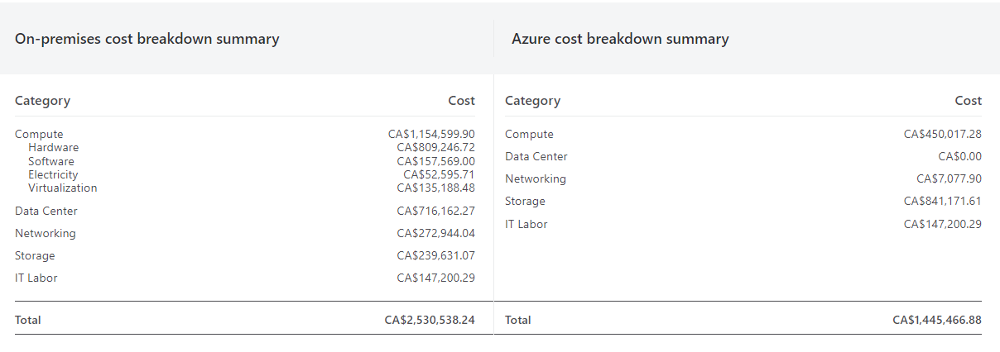 On-premises cost breakdown summary
Category Cost
Compute CA$1,154,599.90
Hardware CA$809,246.72
Software CA$157,569.00
Electricity CA$52,595.71
Virtualization CA$135,188.48
Data Center CA$716,162.27
Networking CA$272,944.04
Storage CA$239,631.07
IT Labor CA$147,200.29
Total CA$2,530,538.24
Azure cost breakdown summary
Category Cost
Compute CA$450,017.28
Data Center CA$0.00
Networking CA$7,077.90
Storage CA$841,171.61
IT Labor CA$147,200.29
Total CA$1,445,466.88